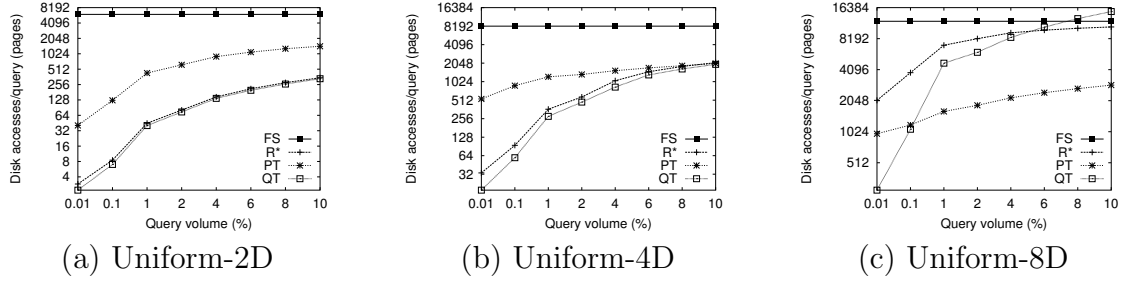 8192
4096
2048
1024
512
256
128
64
32
16
8
4
Disk accesses/query (pages)
FS
R*
PT
QT
0.01 0.1 1 2 4 6 8 10
Query volume (%)
(a) Uniform-2D
16384
8192
4096
2048
1024
512
256
128
64
32
Disk accesses/query (pages)
FS
R*
PT
QT
0.01 0.1 1 2 4 6 8 10
Query volume (%)
(b) Uniform-4D
16384
8192
4096
2048
1024
512
Disk accesses/query (pages)
FS
R*
PT
QT
0.01 0.1 1 2 4 6 8 10
Query volume (%)
(c) Uniform-8D